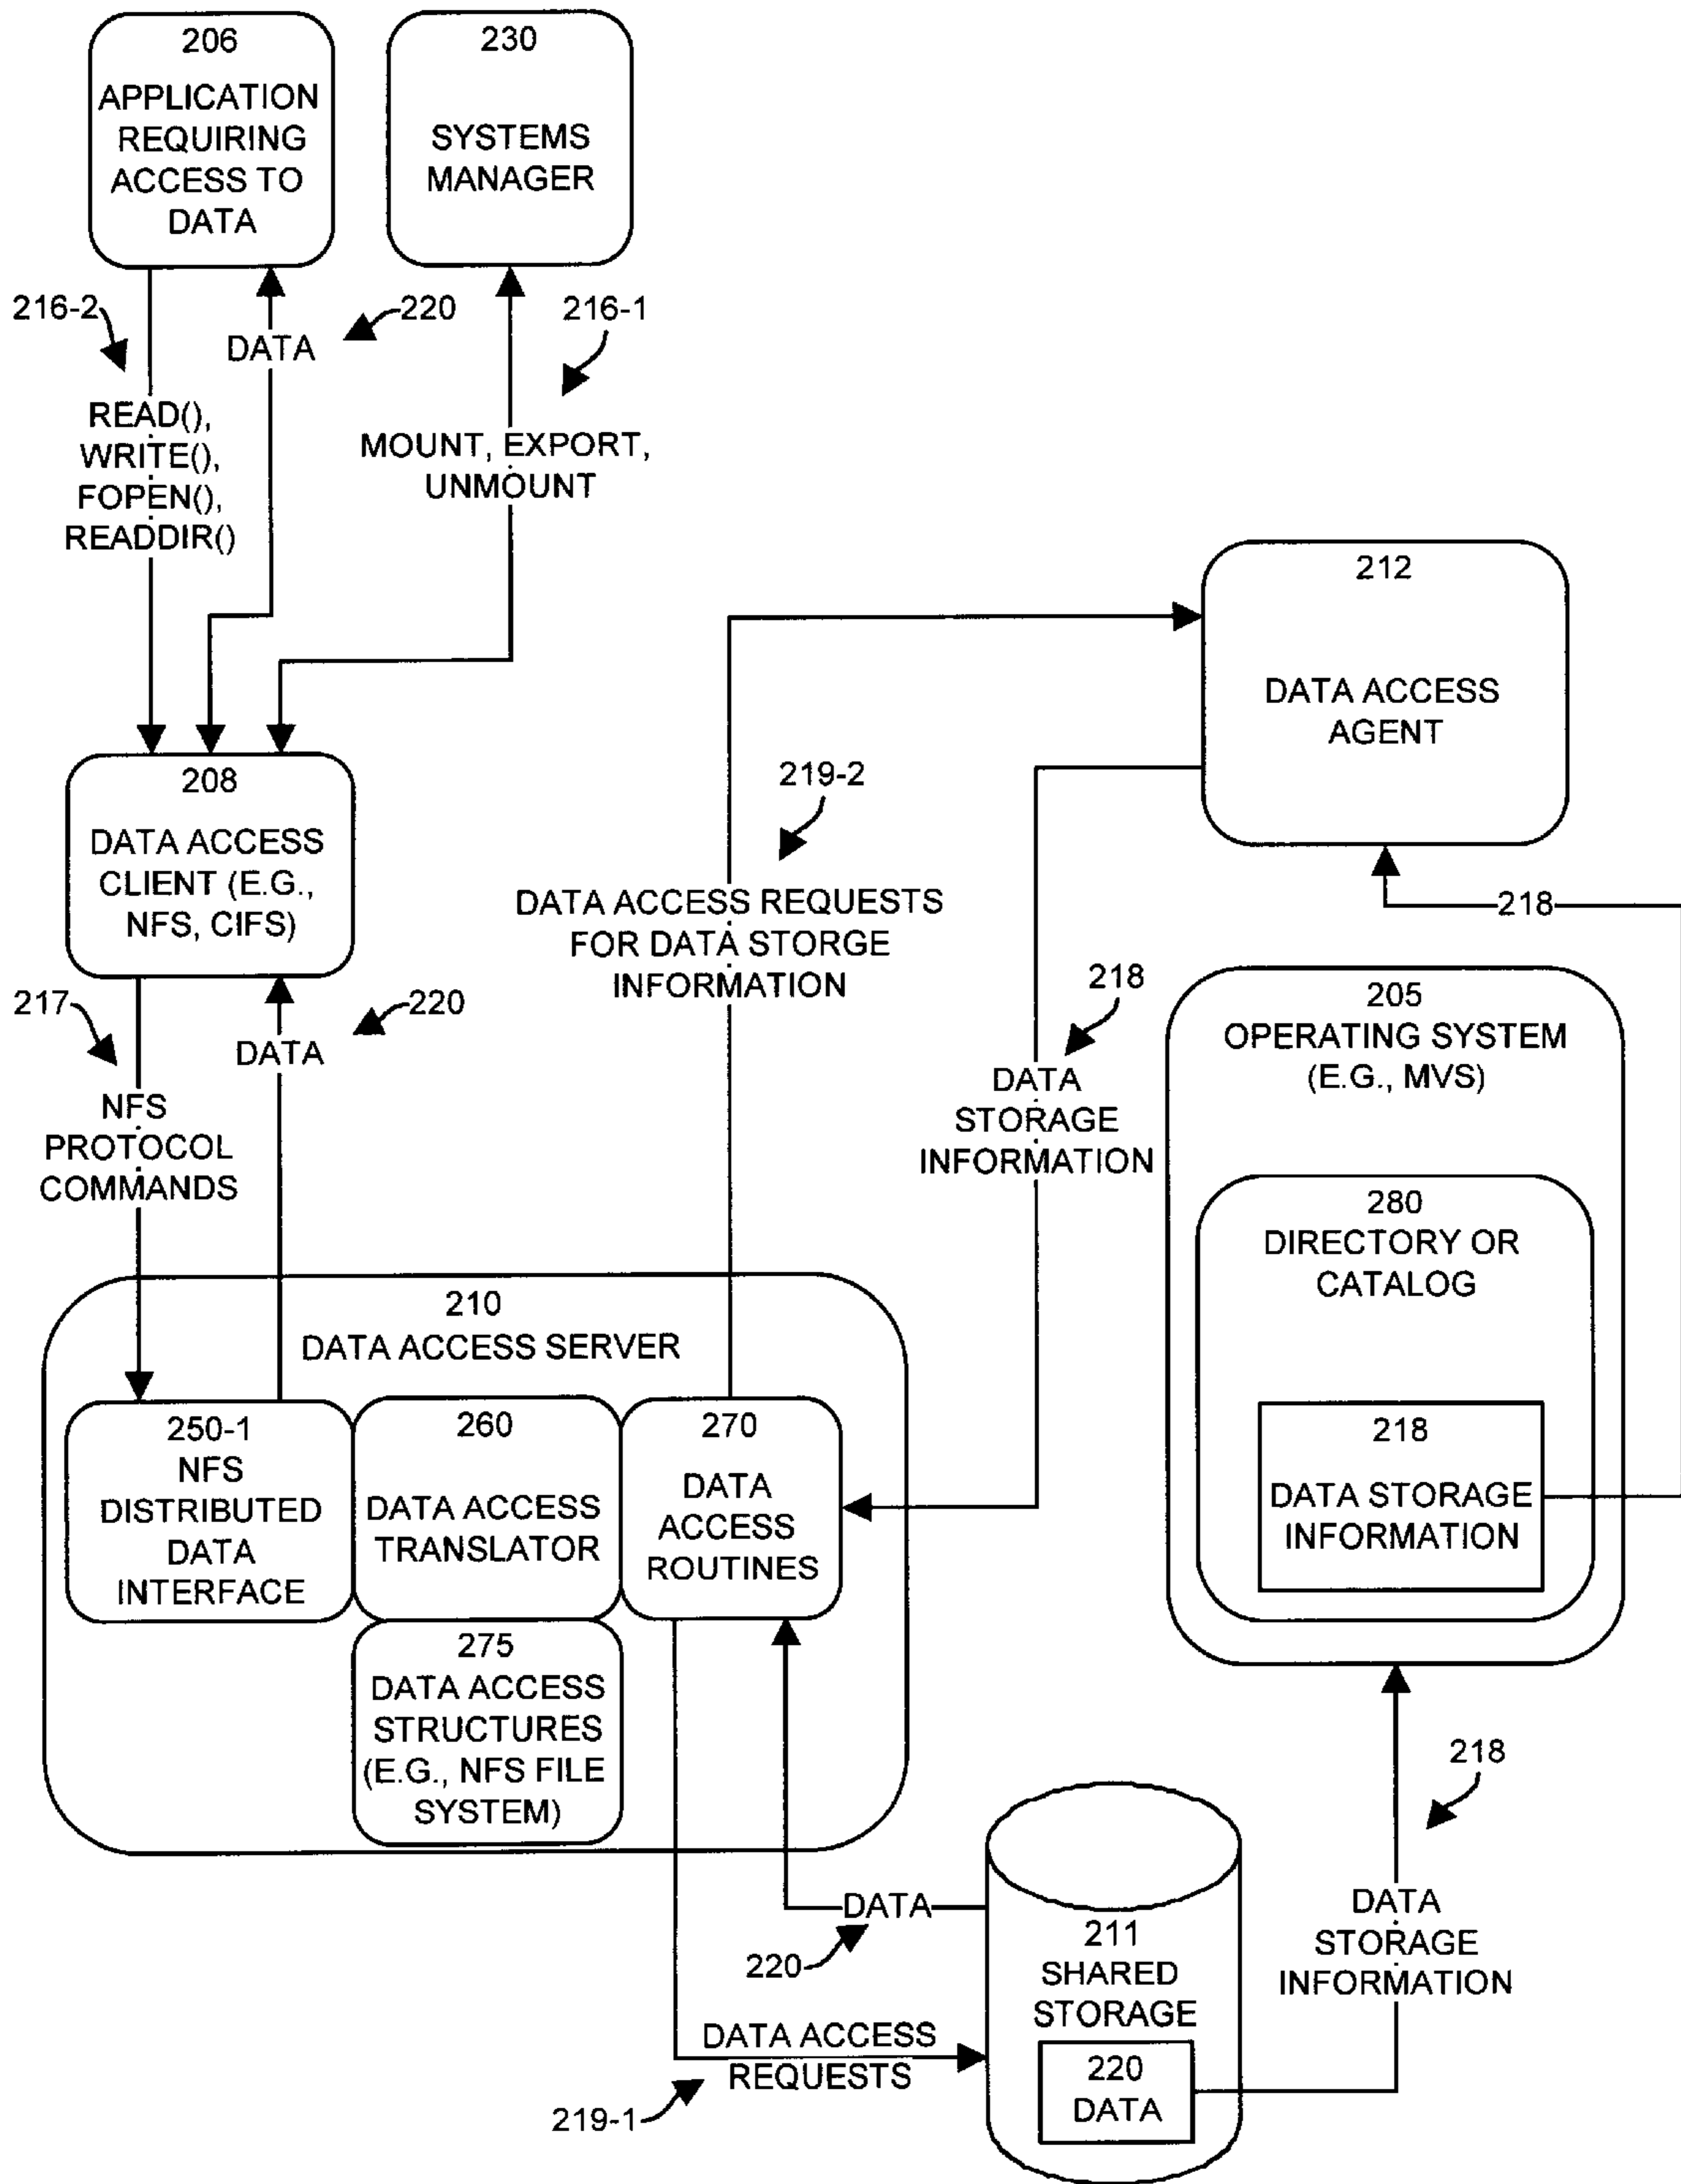 206
APPLICATION
REQUIRING
ACCESS TO
DATA
230
SYSTEMS
MANAGER
216-2
220
216-1
DATA
READ(),
WRITE(),
FOPEN(),
READDIR()
MOUNT, EXPORT,
UNMOUNT
212
DATA ACCESS
AGENT
208
DATA ACCESS
CLIENT (E.G.,
NFS, CIFS)
219-2
DATA ACCESS REQUESTS
FOR DATA STORGE
INFORMATION
218
217
220
DATA
NFS
PROTOCOL
COMMANDS
218
DATA
STORAGE
INFORMATION
205
OPERATING SYSTEM
(E.G., MVS)
280
DIRECTORY OR
CATALOG
218
DATA STORAGE
INFORMATION
210
DATA ACCESS SERVER
250-1
NFS
DISTRIBUTED
DATA
INTERFACE
260
DATA ACCESS
TRANSLATOR
270
DATA
ACCESS
ROUTINES
275
DATA ACCESS
STRUCTURES
(E.G., NFS FILE
SYSTEM)
218
DATA
STORAGE
INFORMATION
DATA
220
211
SHARED
STORAGE
220
DATA
DATA ACCESS
REQUESTS
219-1